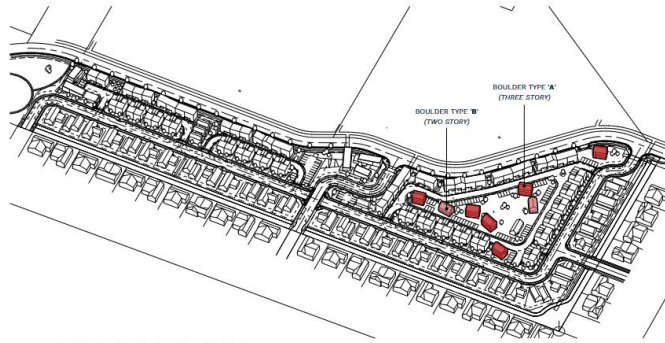 BOULDER TYPE 'A'
(THREE STORY)
BOULDER TYPE 'B'
(TWO STORY)